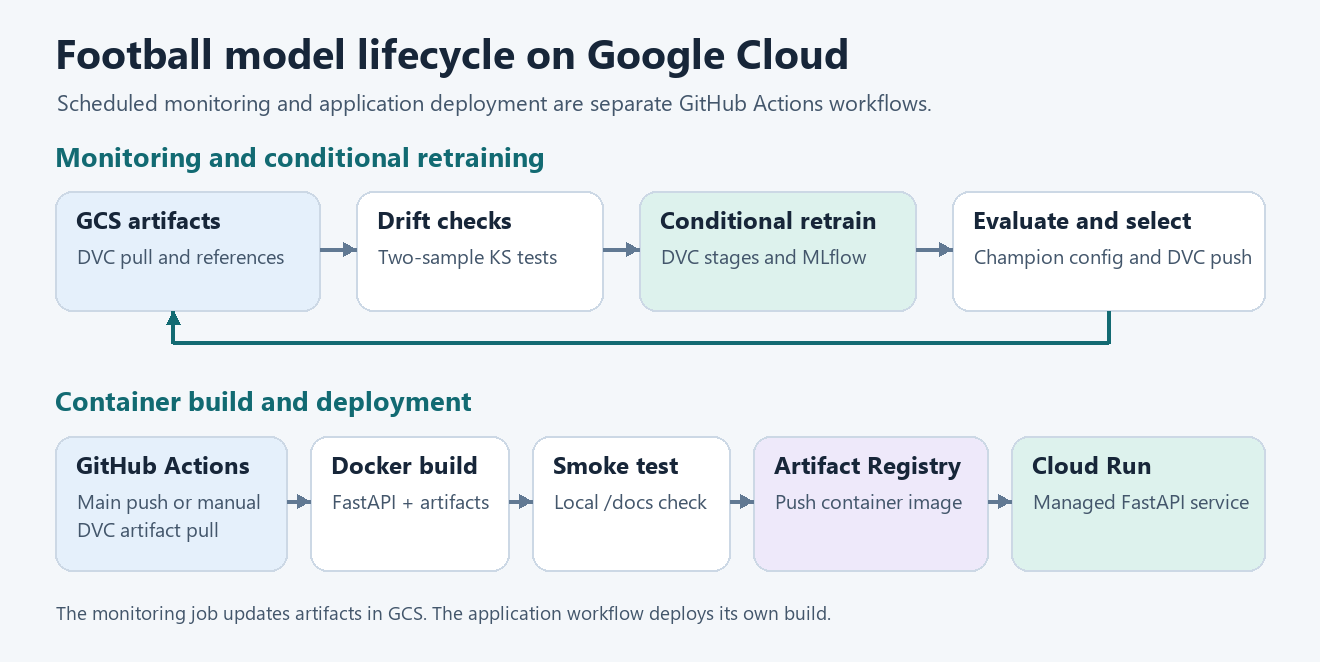 Football model lifecycle on Google Cloud
Scheduled monitoring and application deployment are separate GitHub Actions workflows.
Monitoring and conditional retraining
GCS artifacts
DVC pull and references
Drift checks
Two-sample KS tests
Conditional retrain
DVC stages and MLflow
Evaluate and select
Champion config and DVC push
Container build and deployment
GitHub Actions
Main push or manual
DVC artifact pull
Docker build
FastAPI + artifacts
Smoke test
Local /docs check
Artifact Registry
Push container image
Cloud Run
Managed FastAPI service
The monitoring job updates artifacts in GCS. The application workflow deploys its own build.